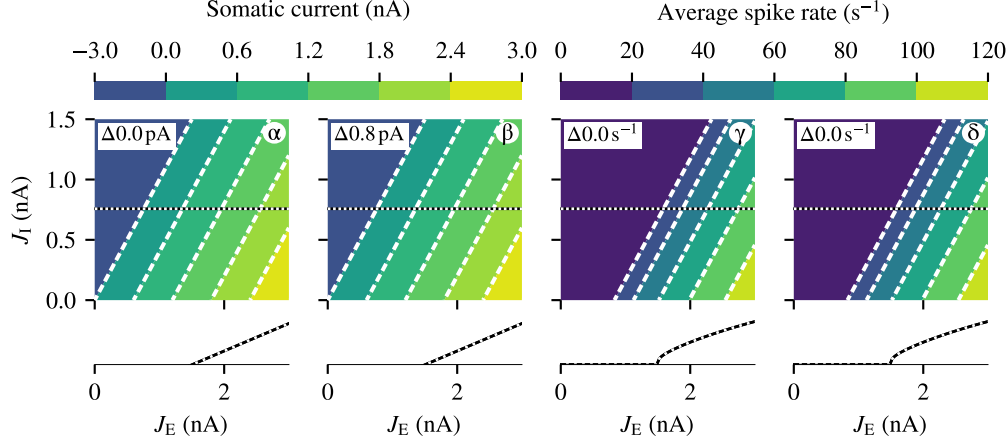 Somatic current (nA)
Average spike rate (s⁻¹)
−3.0 0.0 0.6 1.2 1.8 2.4 3.0
0 20 40 60 80 100 120
Δ0.0 pA α
Δ0.8 pA β
Δ0.0 s⁻¹ γ
Δ0.0 s⁻¹ δ
1.5
1.0
0.5
0.0
J_I (nA)
0 2 0 2 0 2 0 2
J_E (nA) J_E (nA) J_E (nA) J_E (nA)